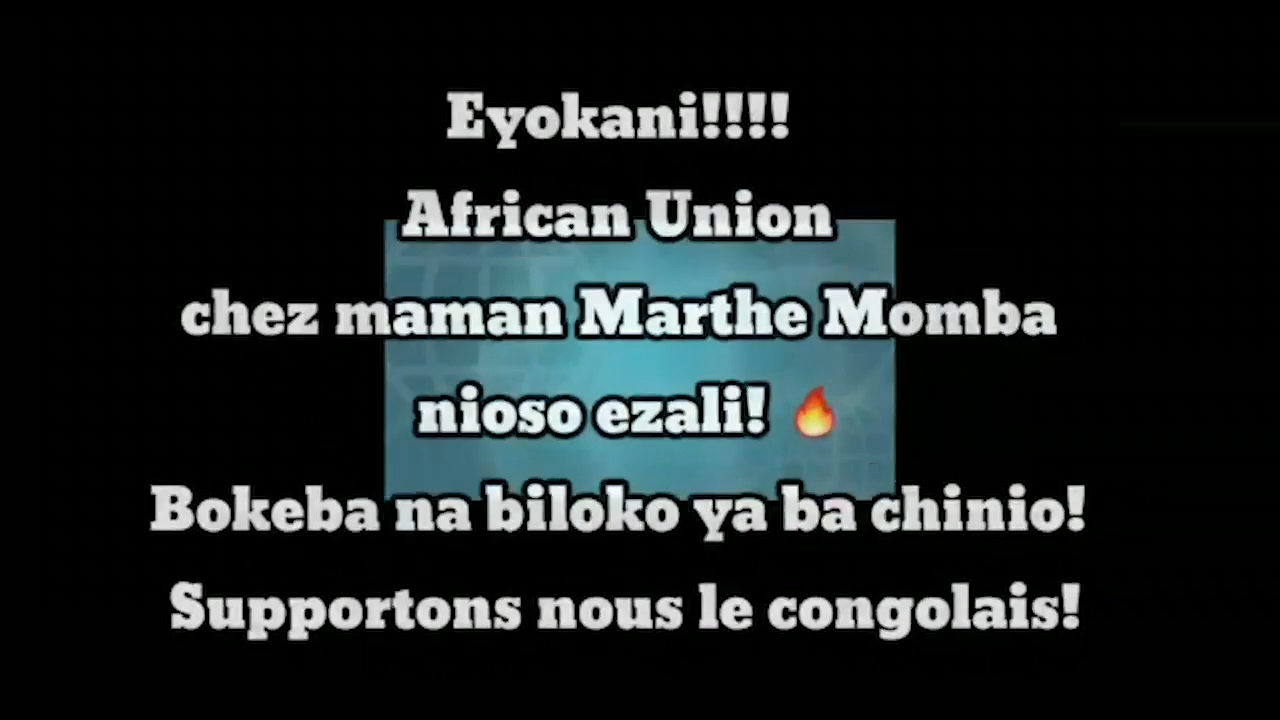 Eyokani!!!!
African Union
chez maman Marthe Momba
nioso ezali! 🔥
Bokeba na biloko ya ba chinio!
Supportons nous le congolais!